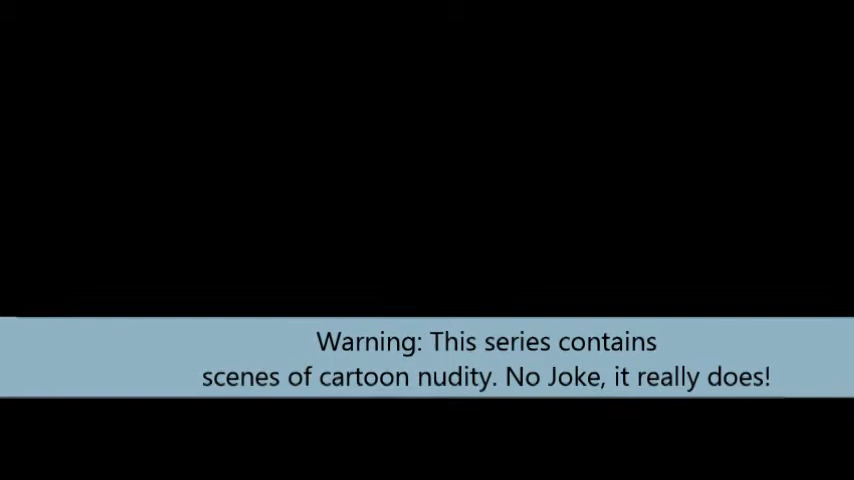 Warning: This series contains
scenes of cartoon nudity. No Joke, it really does!